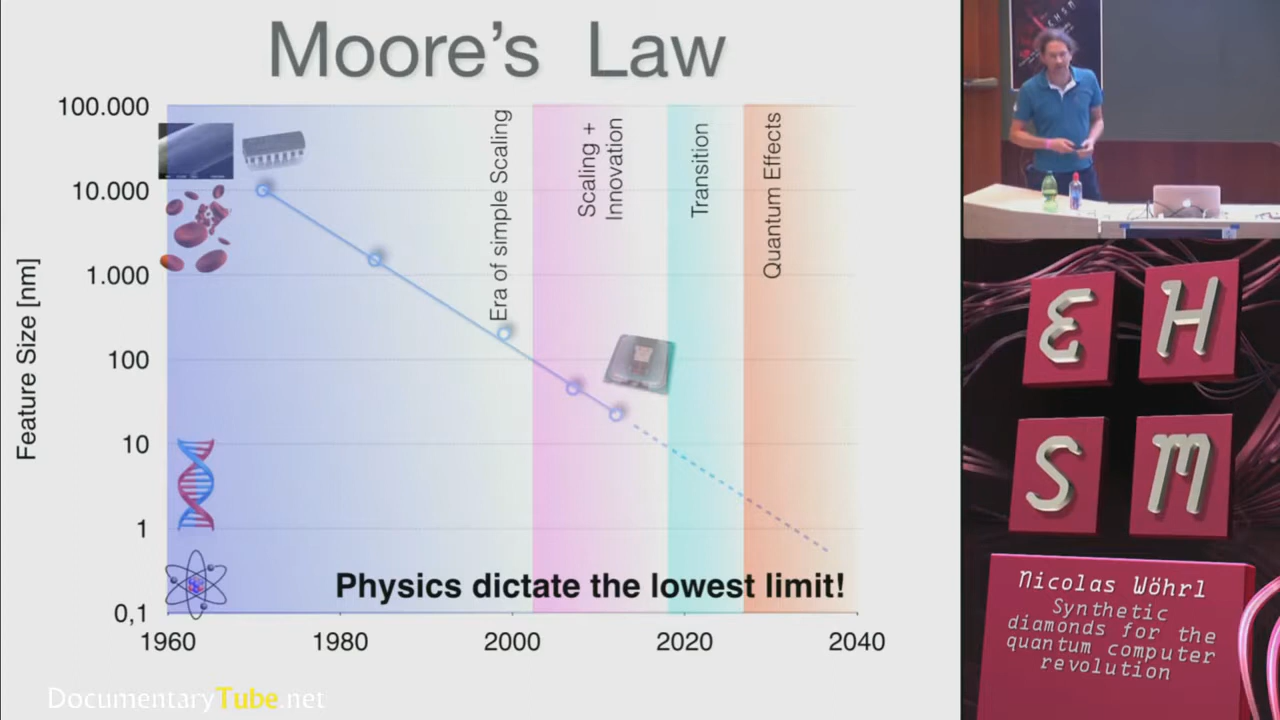 Moore's Law
100.000
10.000
1.000
100
10
1
0,1
Feature Size [nm]
1960
1980
2000
2020
2040
Era of simple Scaling
Scaling +
Innovation
Transition
Quantum Effects
Physics dictate the lowest limit!
DocumentaryTube.net
E H
S M
Nicolas Wöhrl
Synthetic
diamonds for the
quantum computer
revolution